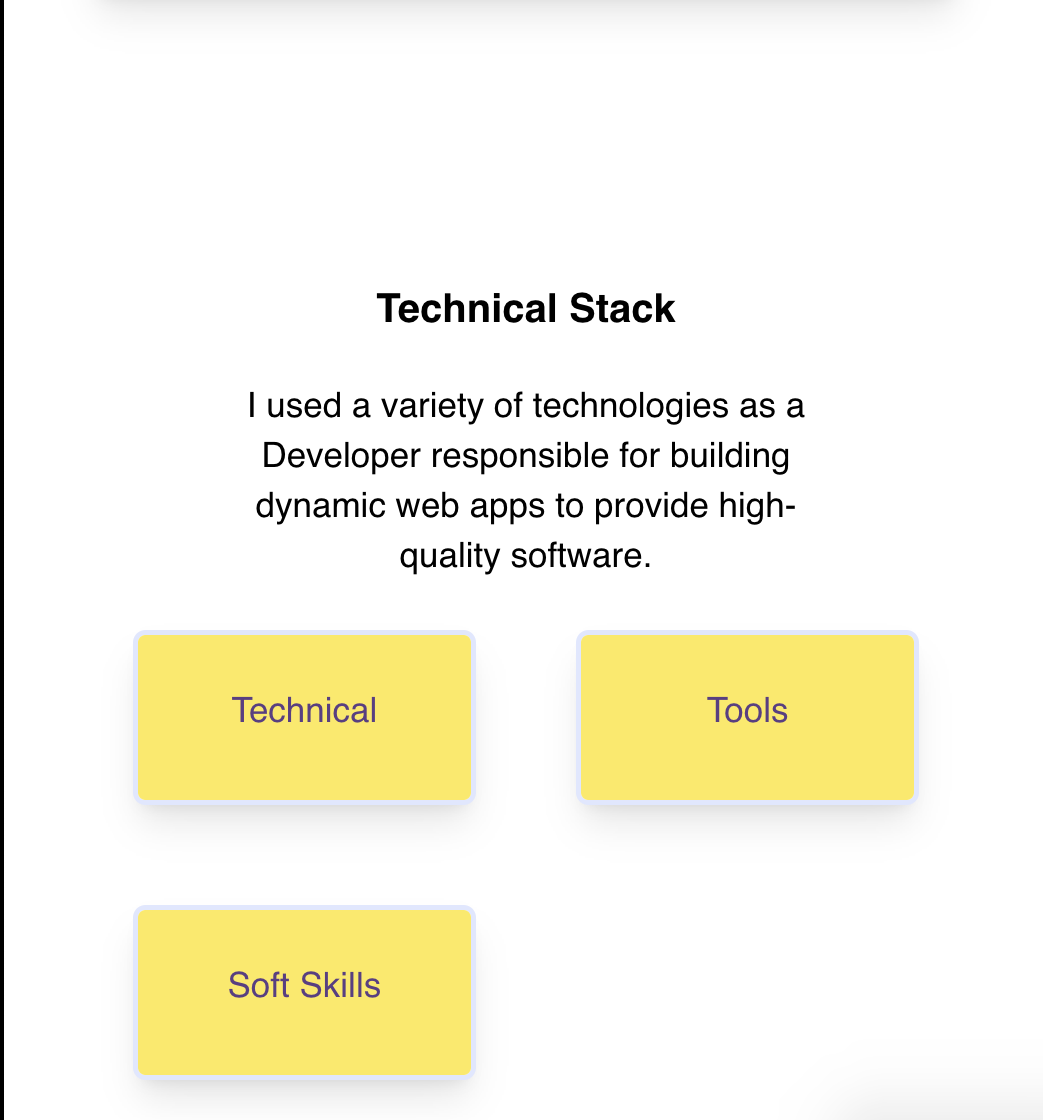 Technical Stack
I used a variety of technologies as a
Developer responsible for building
dynamic web apps to provide high-
quality software.
Technical
Tools
Soft Skills